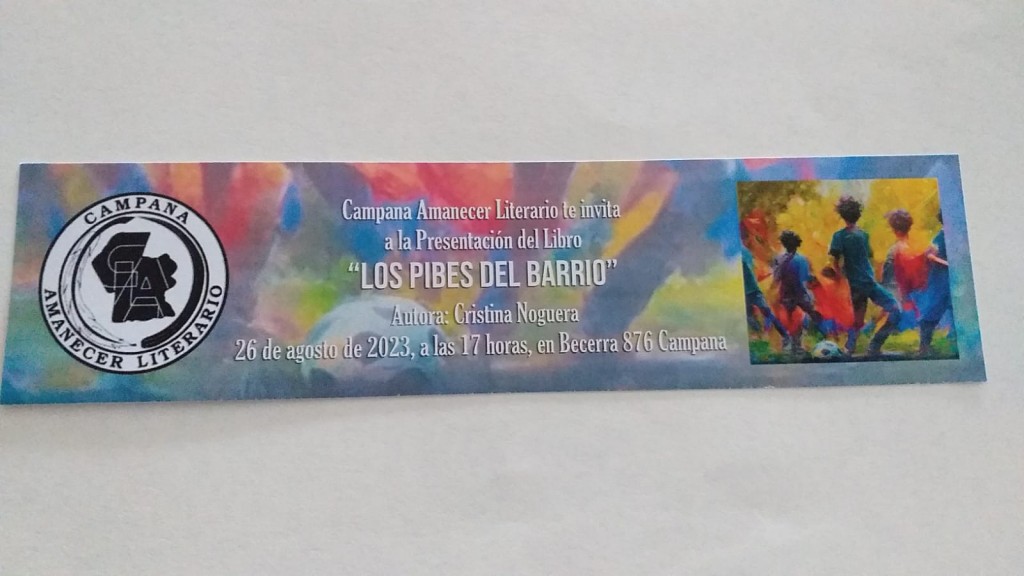 CAMPANA
AMANECER LITERARIO
Campana Amanecer Literario te invita
a la Presentación del Libro
“LOS PIBES DEL BARRIO”
Autora: Cristina Noguera
26 de agosto de 2023, a las 17 horas, en Becerra 876 Campana